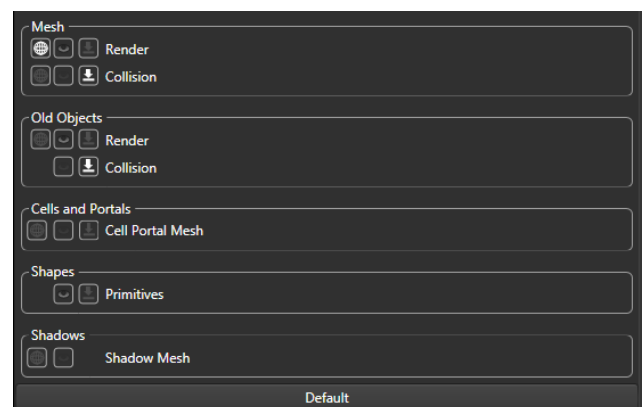 Mesh
Render
Collision
Old Objects
Render
Collision
Cells and Portals
Cell Portal Mesh
Shapes
Primitives
Shadows
Shadow Mesh
Default